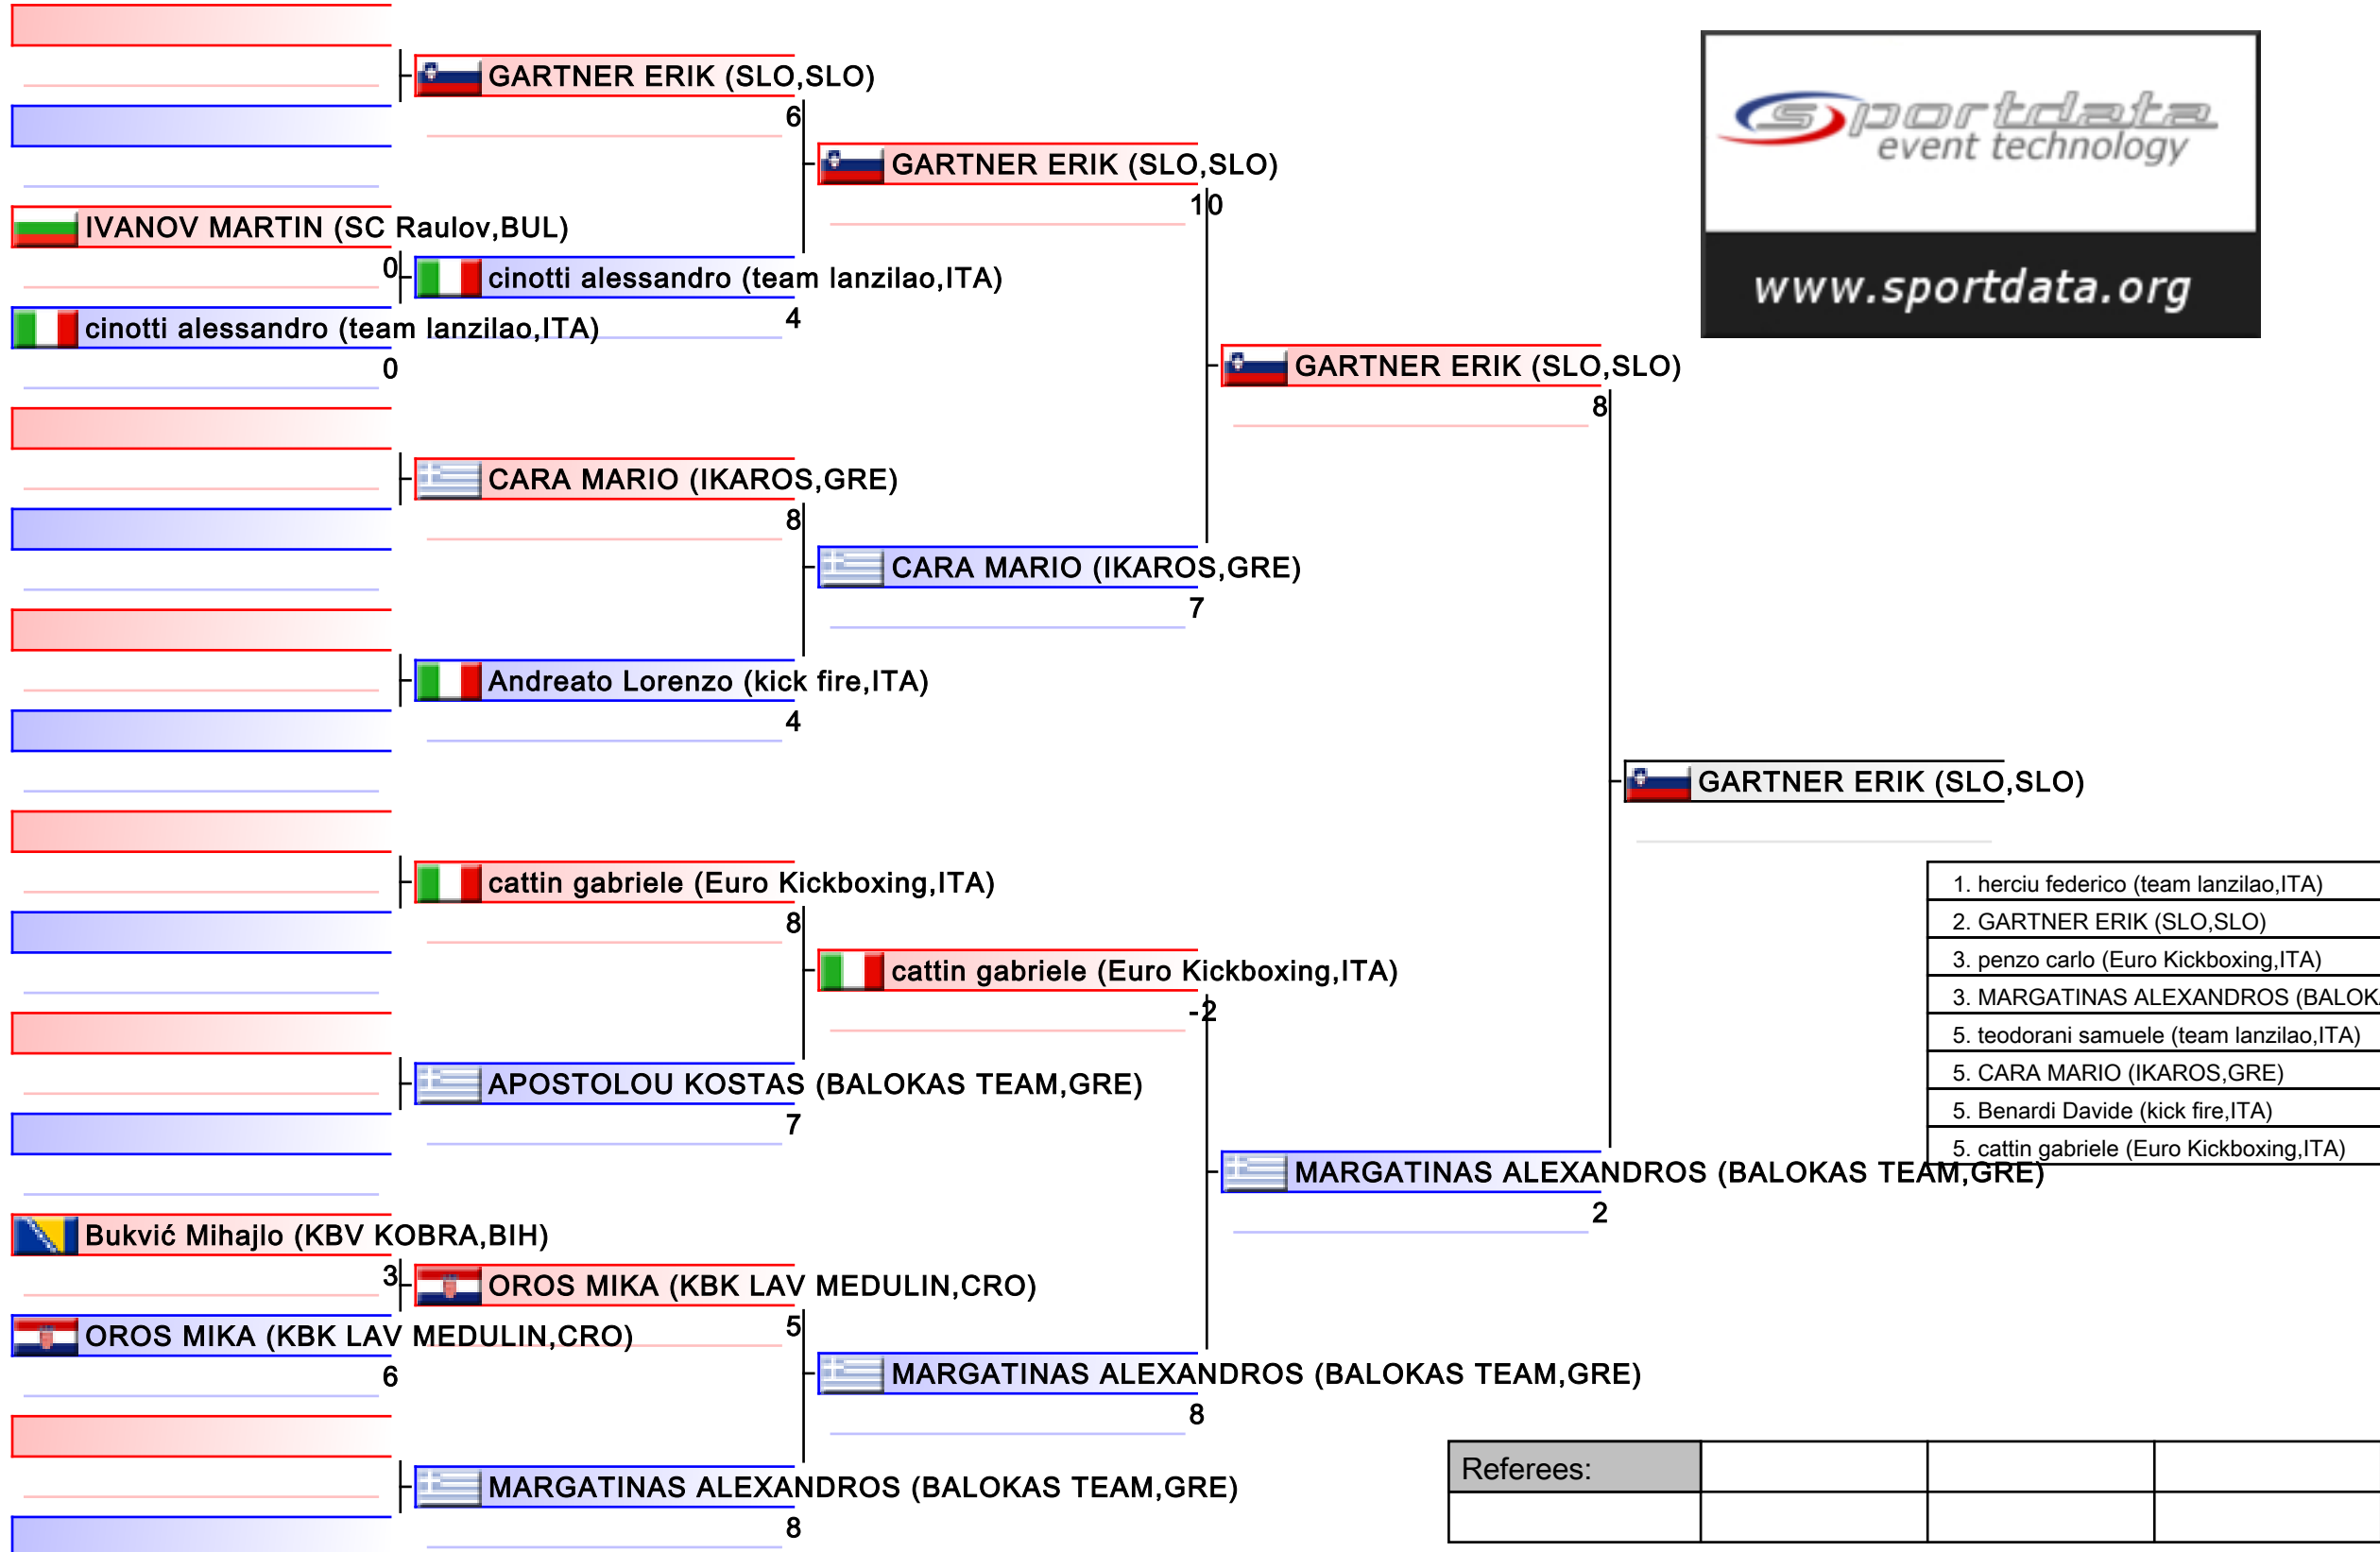 GARTNER ERIK (SLO,SLO)
6
sportdata
event technology
www.sportdata.org
GARTNER ERIK (SLO,SLO)
10
IVANOV MARTIN (SC Raulov,BUL)
0
cinotti alessandro (team lanzilao,ITA)
4
cinotti alessandro (team lanzilao,ITA)
0
GARTNER ERIK (SLO,SLO)
8
CARA MARIO (IKAROS,GRE)
8
CARA MARIO (IKAROS,GRE)
7
Andreato Lorenzo (kick fire,ITA)
4
GARTNER ERIK (SLO,SLO)
cattin gabriele (Euro Kickboxing,ITA)
8
cattin gabriele (Euro Kickboxing,ITA)
-2
APOSTOLOU KOSTAS (BALOKAS TEAM,GRE)
7
1. herciu federico (team lanzilao,ITA)
2. GARTNER ERIK (SLO,SLO)
3. penzo carlo (Euro Kickboxing,ITA)
3. MARGATINAS ALEXANDROS (BALOK
5. teodorani samuele (team lanzilao,ITA)
5. CARA MARIO (IKAROS,GRE)
5. Benardi Davide (kick fire,ITA)
5. cattin gabriele (Euro Kickboxing,ITA)
MARGATINAS ALEXANDROS (BALOKAS TEAM,GRE)
2
Bukvić Mihajlo (KBV KOBRA,BIH)
3
OROS MIKA (KBK LAV MEDULIN,CRO)
5
OROS MIKA (KBK LAV MEDULIN,CRO)
6
MARGATINAS ALEXANDROS (BALOKAS TEAM,GRE)
8
MARGATINAS ALEXANDROS (BALOKAS TEAM,GRE)
8
Referees: